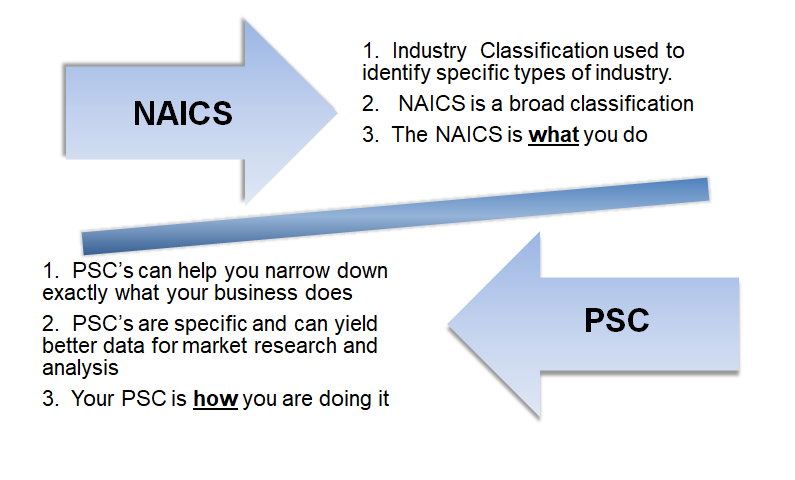 NAICS
1. Industry Classification used to
identify specific types of industry.
2. NAICS is a broad classification
3. The NAICS is what you do
1. PSC's can help you narrow down
exactly what your business does
2. PSC's are specific and can yield
better data for market research and
analysis
3. Your PSC is how you are doing it
PSC